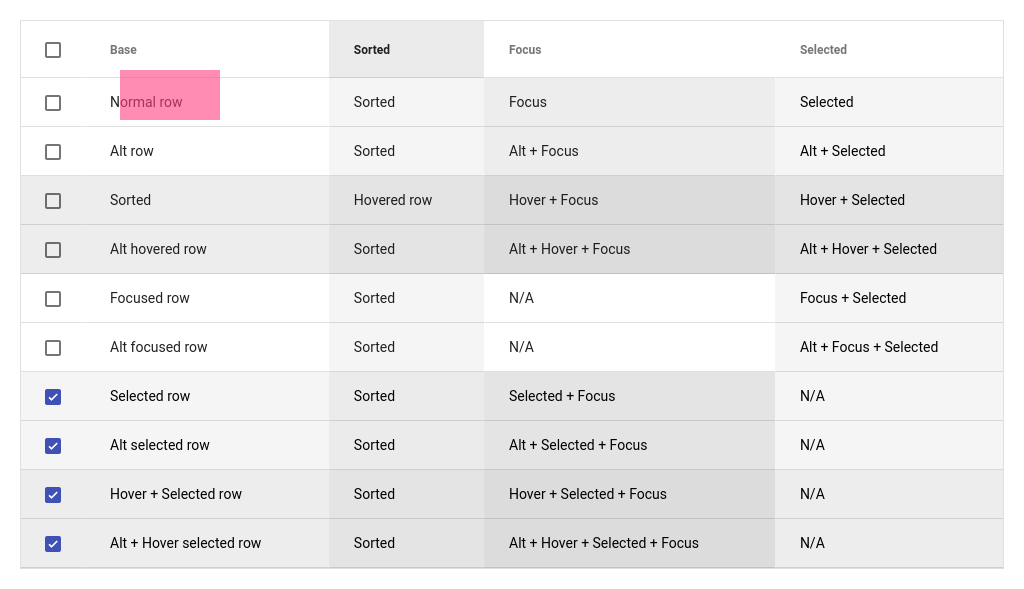 Base Sorted Focus Selected
Normal row Sorted Focus Selected
Alt row Sorted Alt + Focus Alt + Selected
Sorted Hovered row Hover + Focus Hover + Selected
Alt hovered row Sorted Alt + Hover + Focus Alt + Hover + Selected
Focused row Sorted N/A Focus + Selected
Alt focused row Sorted N/A Alt + Focus + Selected
Selected row Sorted Selected + Focus N/A
Alt selected row Sorted Alt + Selected + Focus N/A
Hover + Selected row Sorted Hover + Selected + Focus N/A
Alt + Hover selected row Sorted Alt + Hover + Selected + Focus N/A